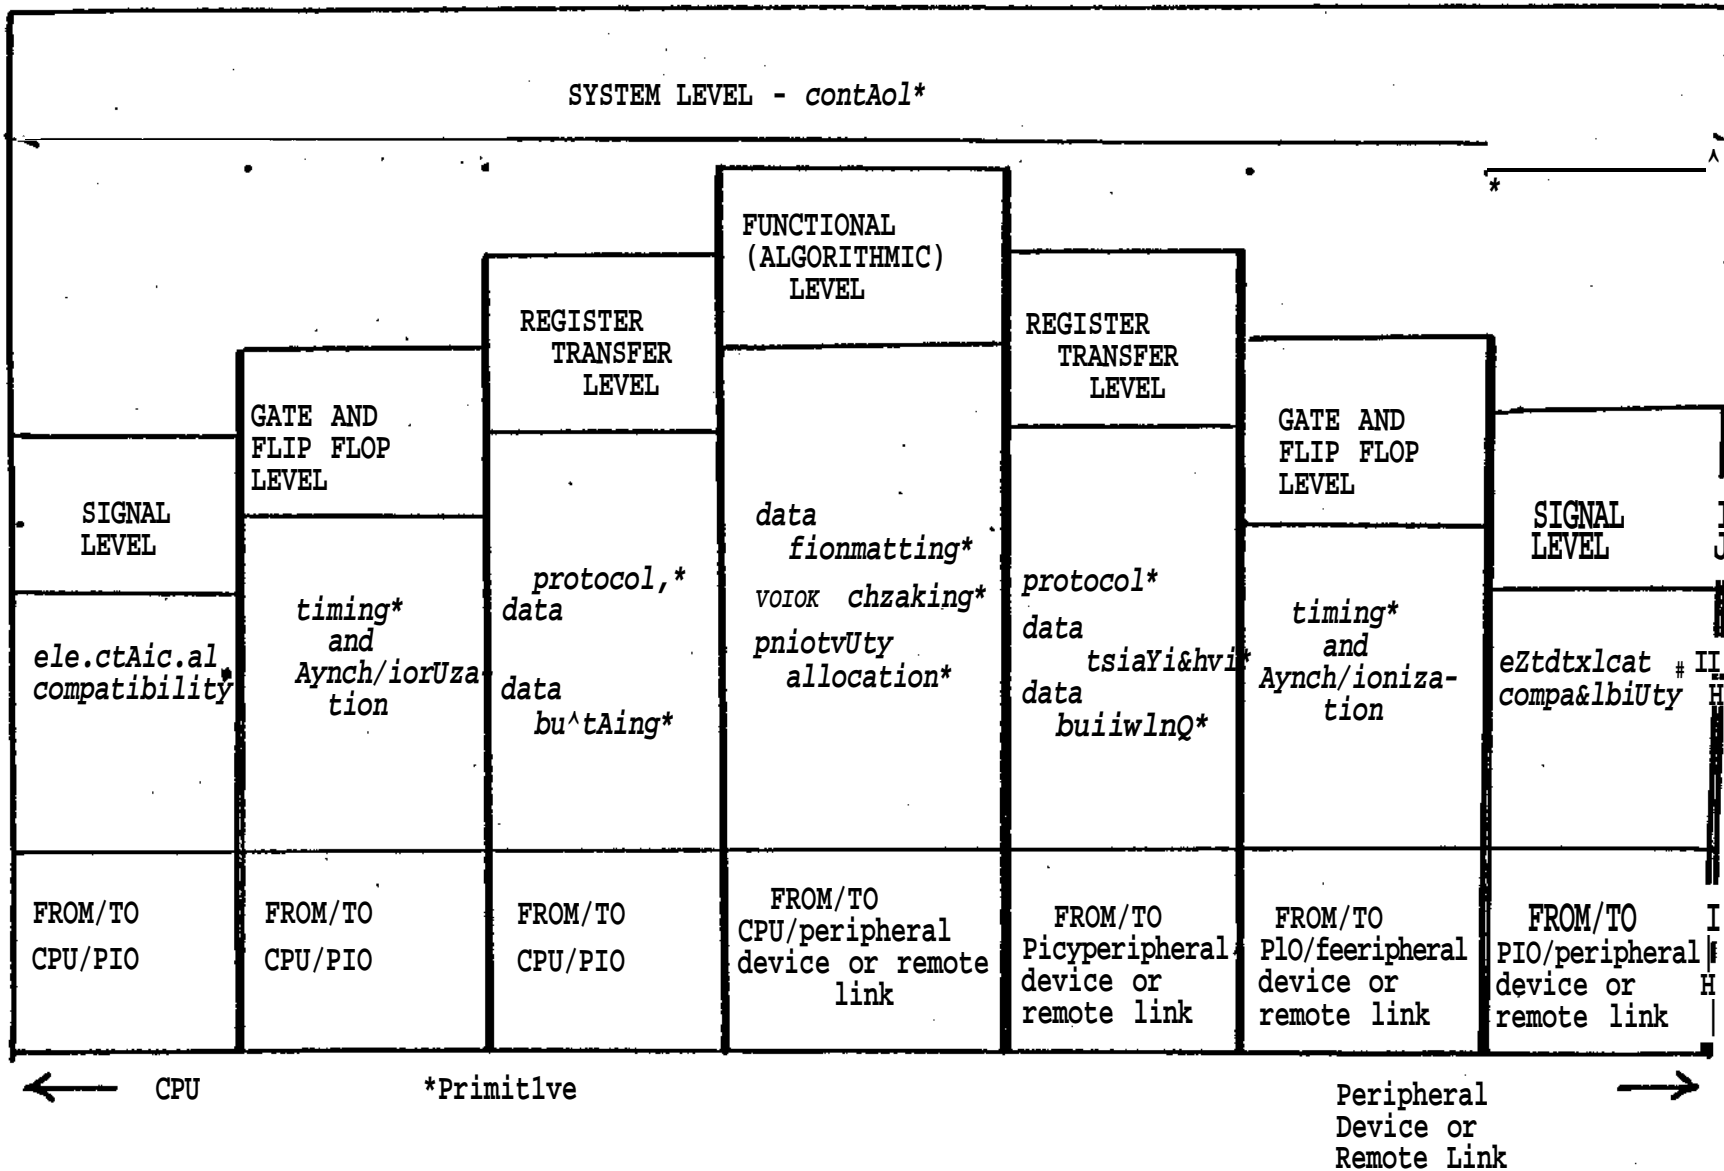 SYSTEM LEVEL - contAol*
*
FUNCTIONAL
(ALGORITHMIC)
LEVEL
REGISTER
TRANSFER
LEVEL
REGISTER
TRANSFER
LEVEL
GATE AND
FLIP FLOP
LEVEL
GATE AND
FLIP FLOP
LEVEL
SIGNAL
LEVEL
SIGNAL
LEVEL
ele.ctAic.al*
compatibility
timing*
and
Aynch/iorUza-
tion
protocol,*
data
data
bu^tAing*
data
fionmatting*
VOIOK chzaking*
pniotvUty
allocation*
protocol*
data
tsiaYi&hvi*
data
buiiwlnQ*
timing*
and
Aynch/ioniza-
tion
eZtdtxlcat #
compa&lbiUty
II
H
FROM/TO
CPU/PIO
FROM/TO
CPU/PIO
FROM/TO
CPU/PIO
FROM/TO
CPU/peripheral
device or remote
link
FROM/TO
Picyperipheral
device or
remote link
FROM/TO
PlO/feeripheral
device or
remote link
FROM/TO
PIO/peripheral
device or
remote link
I
H
CPU
*Primit1ve
Peripheral
Device or
Remote Link